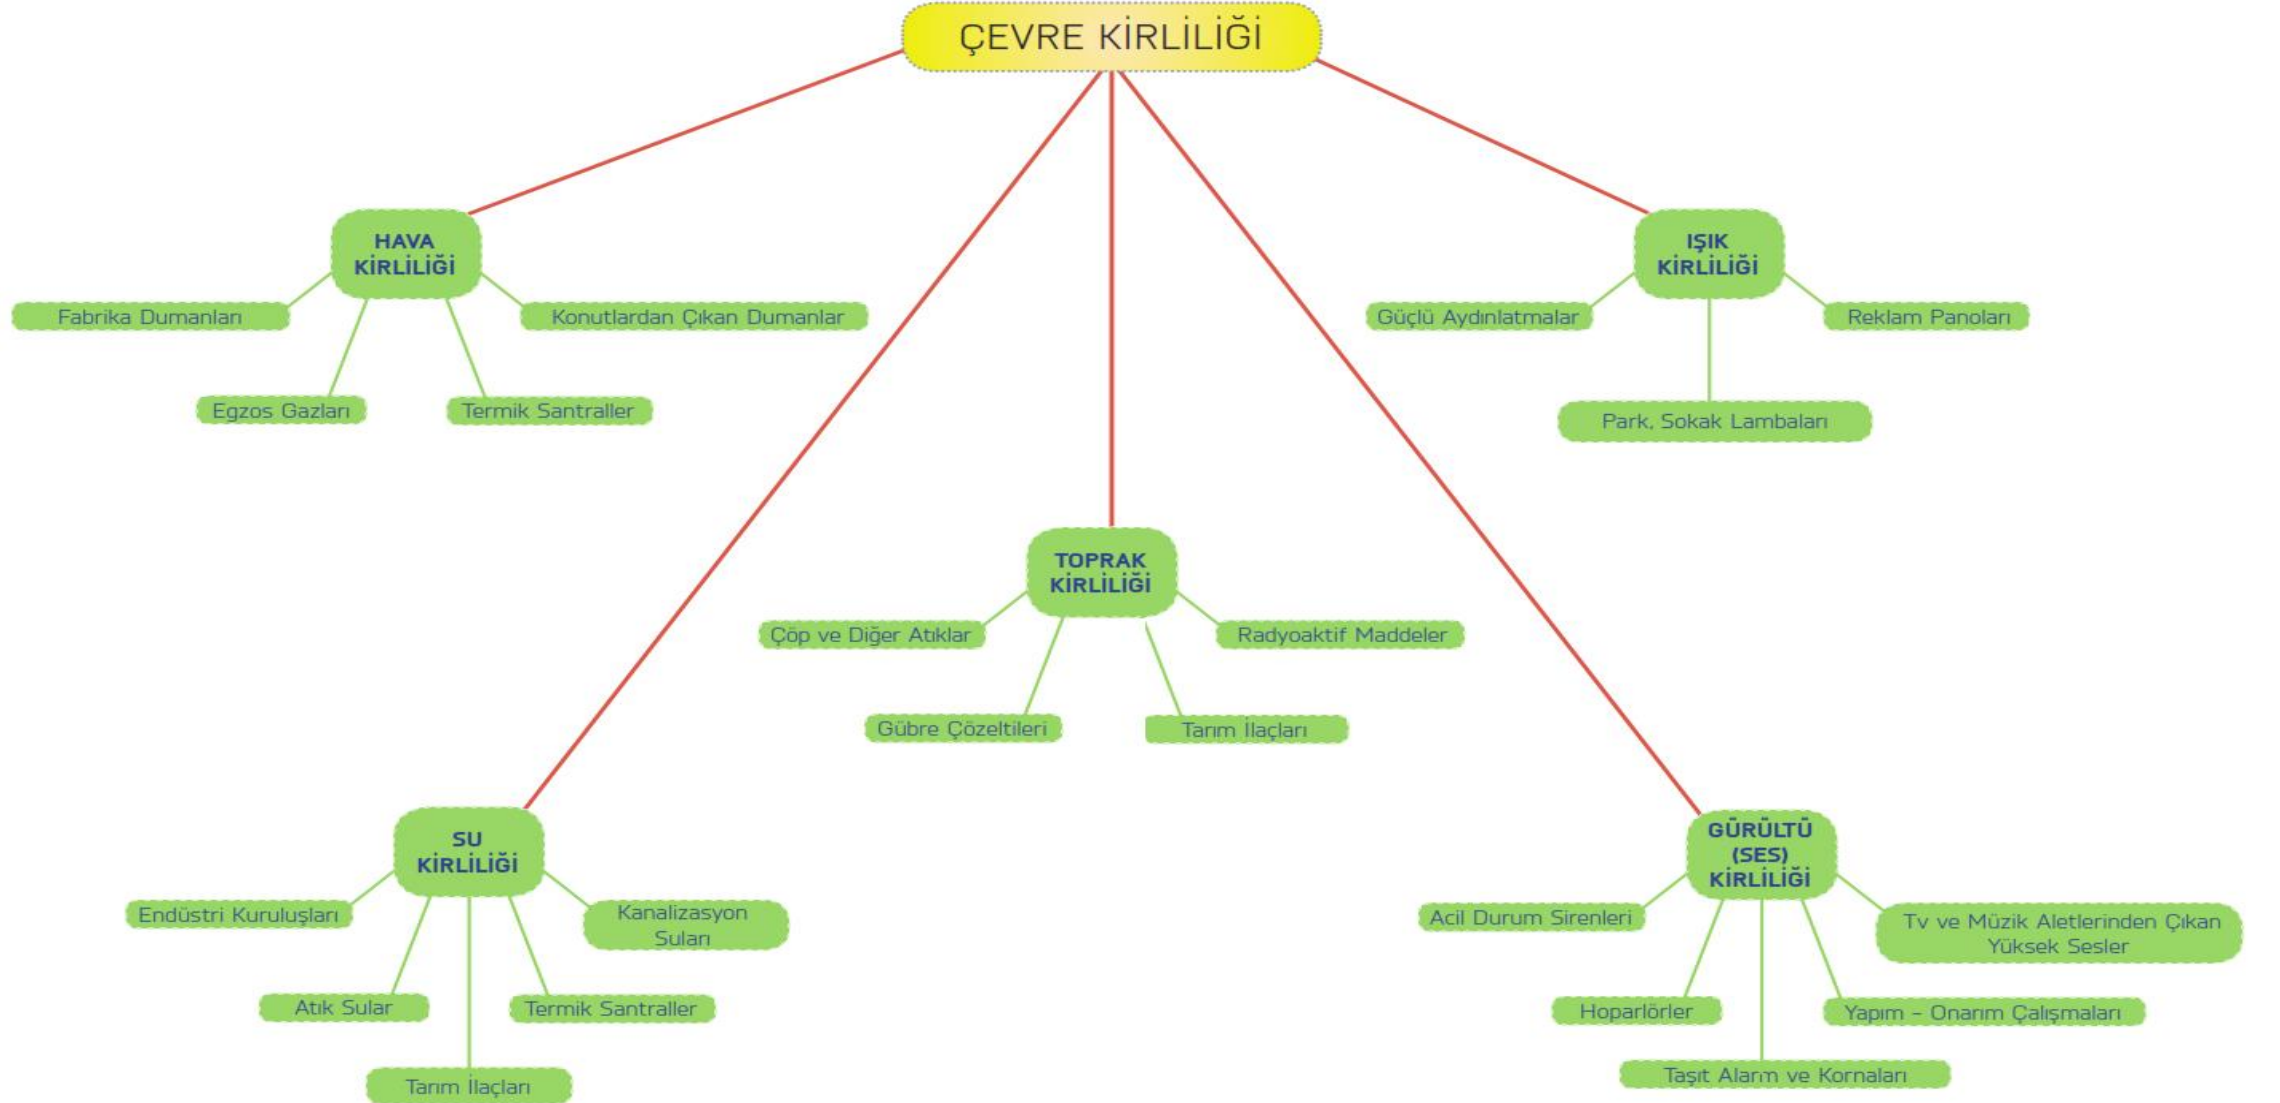 ÇEVRE KİRLİLİĞİ
HAVA
KİRLİLİĞİ
Fabrika Dumanları
Konutlardan Çıkan Dumanlar
Egzos Gazları
Termik Santraller
IŞIK
KİRLİLİĞİ
Güçlü Aydınlatmalar
Reklam Panoları
Park, Sokak Lambaları
TOPRAK
KİRLİLİĞİ
Çöp ve Diğer Atıklar
Radyoaktif Maddeler
Gübre Çözeltileri
Tarım İlaçları
SU
KİRLİLİĞİ
Endüstri Kuruluşları
Kanalizasyon
Suları
Atık Sular
Termik Santraller
Tarım İlaçları
GÜRÜLTÜ
(SES)
KİRLİLİĞİ
Acil Durum Sirenleri
Tv ve Müzik Aletlerinden Çıkan
Yüksek Sesler
Hoparlörler
Yapım - Onarım Çalışmaları
Taşıt Alarm ve Kornaları